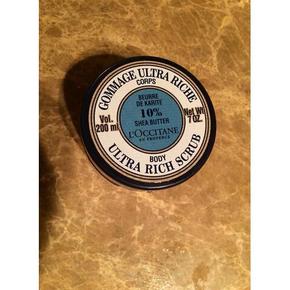 GOMMAGE ULTRA RICHE
CORPS
BEURRE
DE KARITÉ
10%
SHEA BUTTER
L'OCCITANE
EN PROVENCE
Vol.
200 ml
Net Wt
7 OZ.
BODY
ULTRA RICH SCRUB